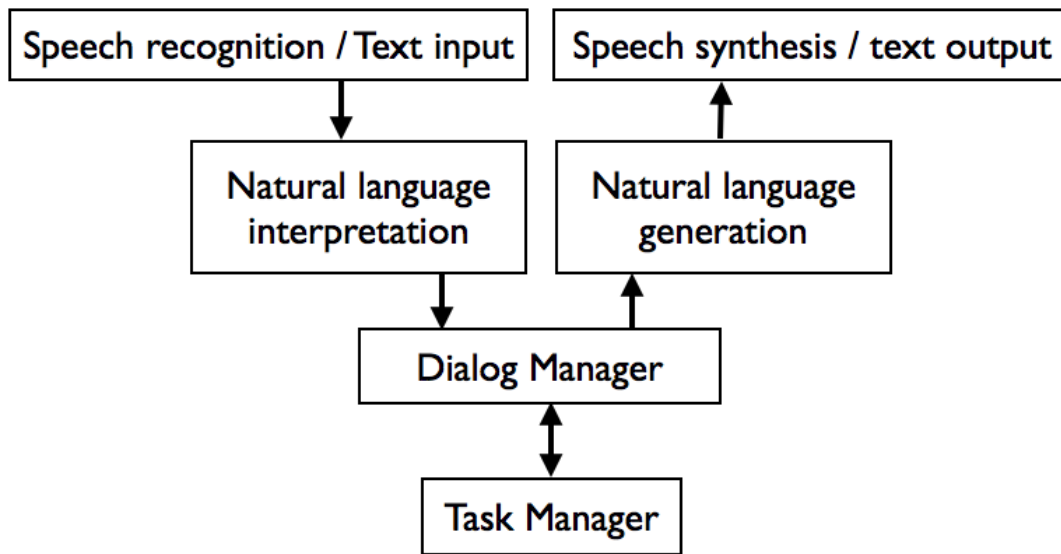 Speech recognition / Text input
Speech synthesis / text output
Natural language
interpretation
Natural language
generation
Dialog Manager
Task Manager